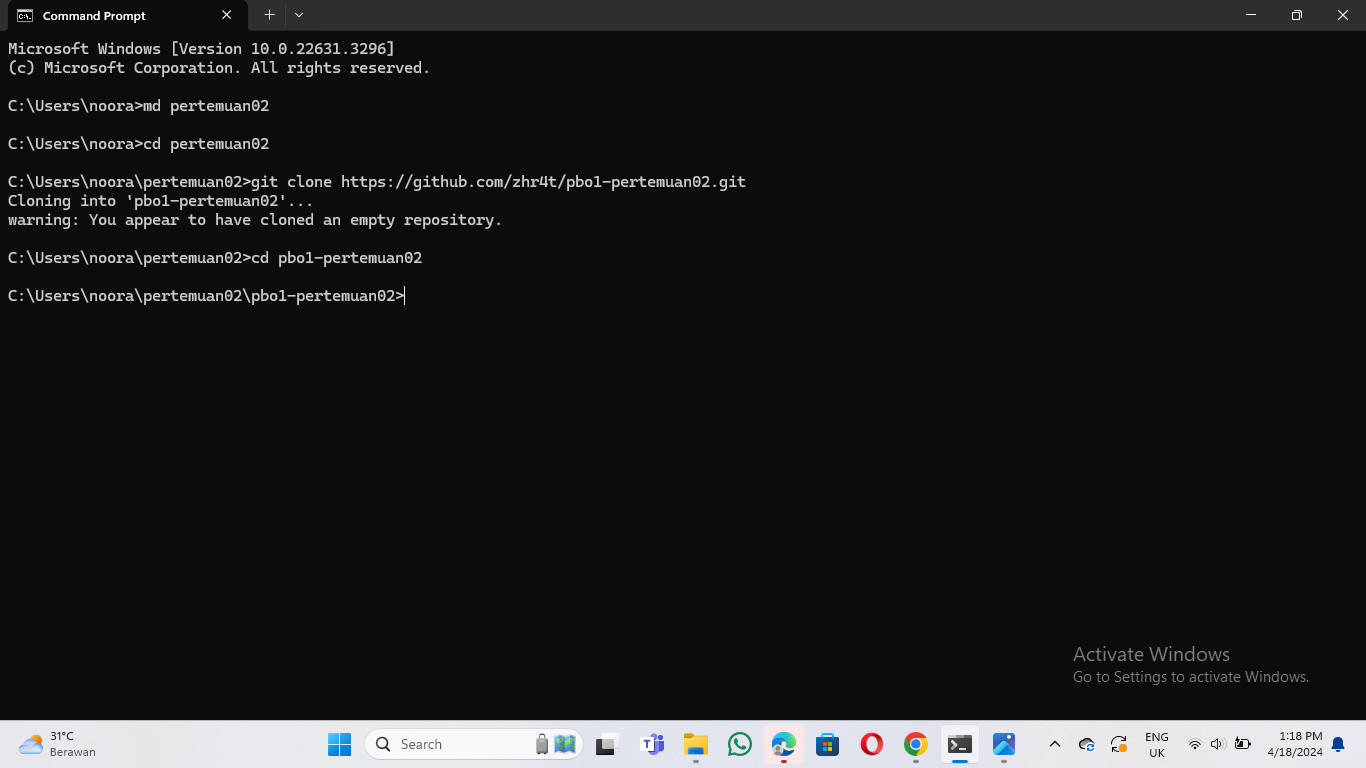 Command Prompt
Microsoft Windows [Version 10.0.22631.3296]
(c) Microsoft Corporation. All rights reserved.
C:\Users\noora>md pertemuan02
C:\Users\noora>cd pertemuan02
C:\Users\noora\pertemuan02>git clone https://github.com/zhr4t/pbo1-pertemuan02.git
Cloning into 'pbo1-pertemuan02'...
warning: You appear to have cloned an empty repository.
C:\Users\noora\pertemuan02>cd pbo1-pertemuan02
C:\Users\noora\pertemuan02\pbo1-pertemuan02>
Activate Windows
Go to Settings to activate Windows.
31°C
Berawan
Search
ENG
UK
1:18 PM
4/18/2024